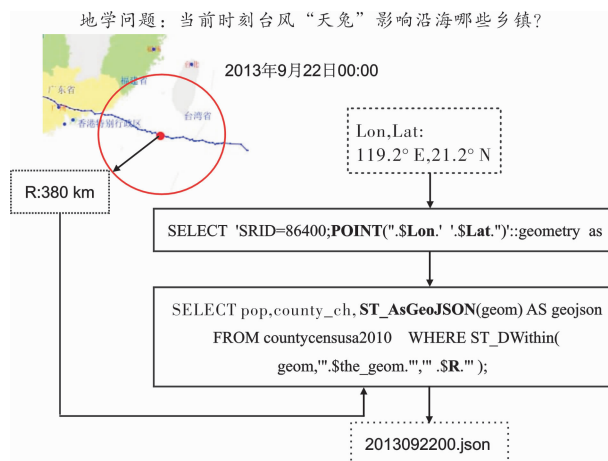 地学问题：当前时刻台风“天兔”影响沿海哪些乡镇？
2013年9月22日00:00
福建省
广东省
台湾省
香港特别行政区
R:380 km
Lon,Lat:
119.2° E,21.2° N
SELECT 'SRID=86400;POINT(".$Lon.' '.$Lat.")'::geometry as
SELECT pop,county_ch, ST_AsGeoJSON(geom) AS geojson
FROM countycensusa2010 WHERE ST_DWithin(
geom,'".$the_geom."'," .$R."' );
2013092200.json